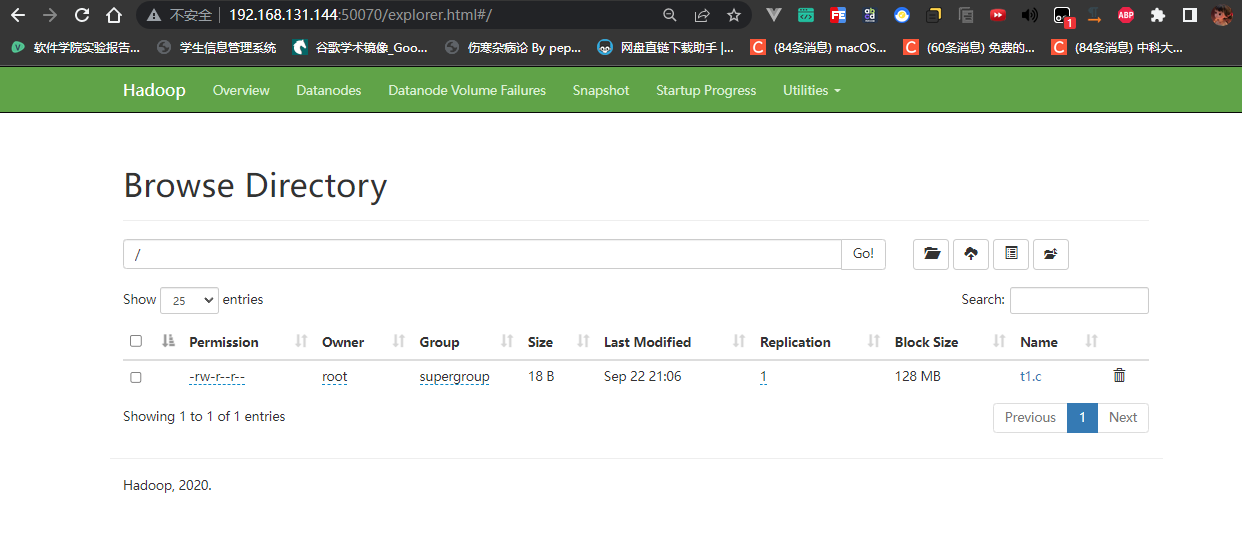 不安全 192.168.131.144:50070/explorer.html#/
软件学院实验报告... 学生信息管理系统 谷歌学术镜像_Goo... 伤寒杂病论 By pep... 网盘直链下载助手 |... C (84条消息) macOS... C (60条消息) 免费的... C (84条消息) 中科大...
Hadoop Overview Datanodes Datanode Volume Failures Snapshot Startup Progress Utilities
Browse Directory
/ Go!
Show 25 entries Search:
Permission Owner Group Size Last Modified Replication Block Size Name
-rw-r--r-- root supergroup 18 B Sep 22 21:06 1 128 MB t1.c
Showing 1 to 1 of 1 entries Previous 1 Next
Hadoop, 2020.